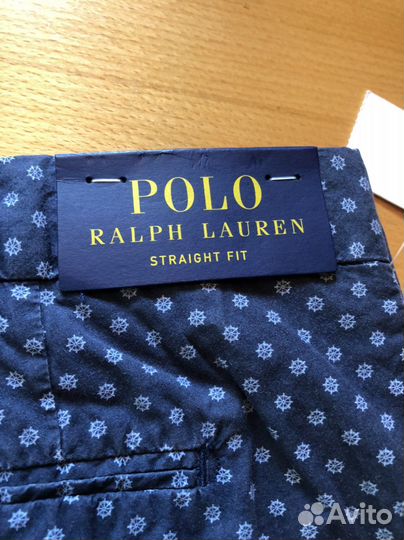 POLO
RALPH LAUREN
STRAIGHT FIT
Avito